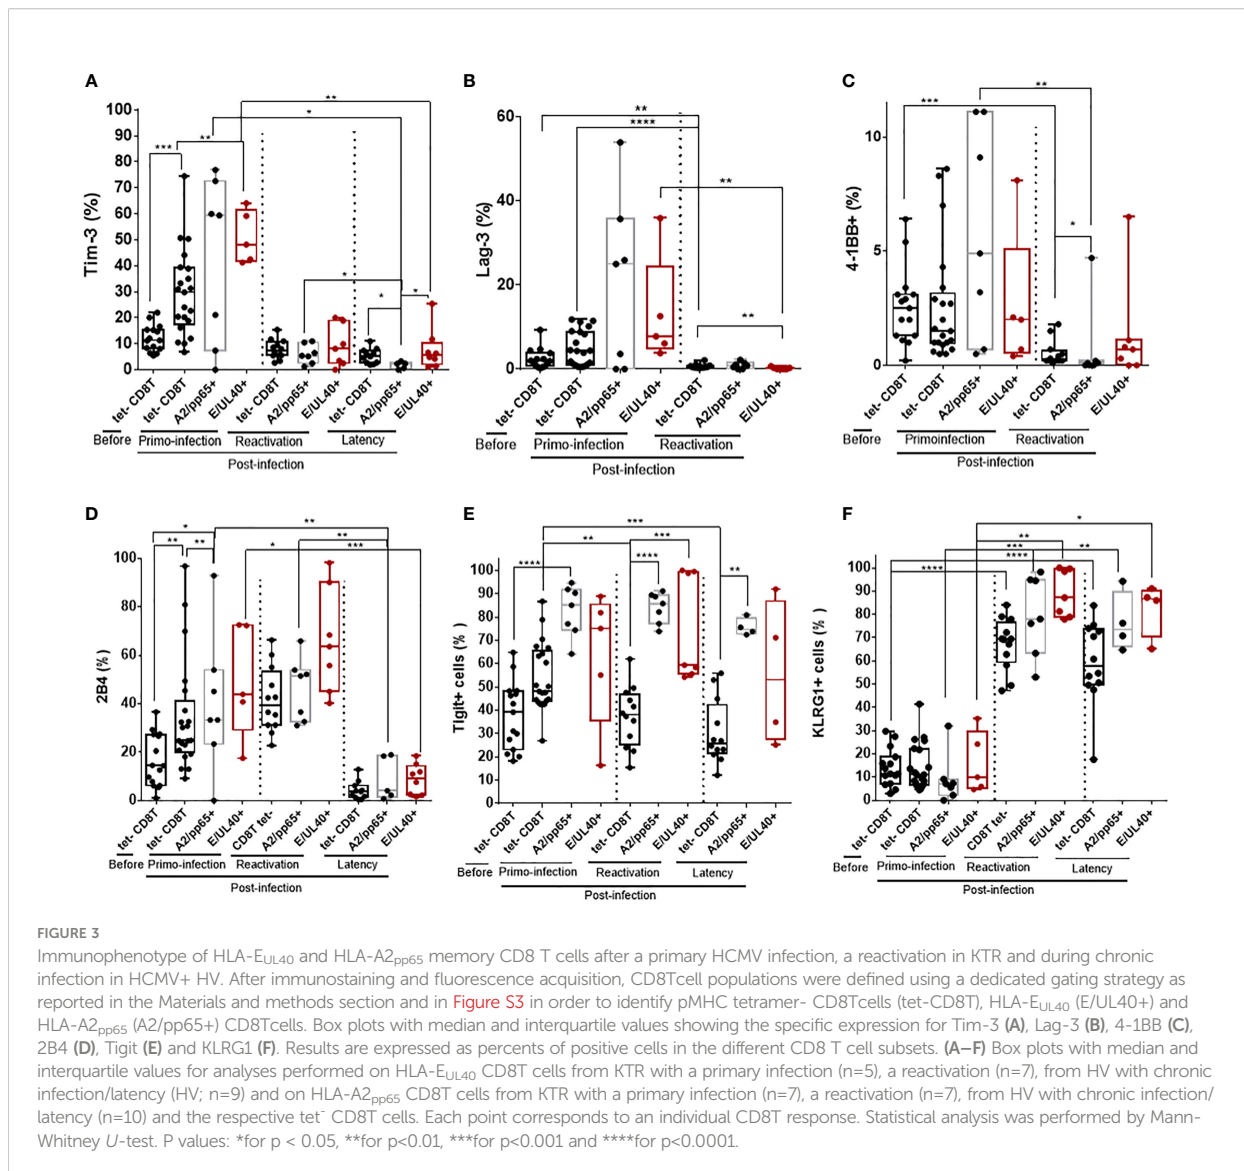 A
B
C
Tim-3 (%)
100
90
80
70
60
50
40
30
20
10
0
***
**
**
*
*
*
*
tet- CD8T
tet- CD8T
A2/pp65+
E/UL40+
tet- CD8T
A2/pp65+
E/UL40+
tet- CD8T
A2/pp65+
E/UL40+
Before
Primo-infection
Reactivation
Latency
Post-infection
Lag-3 (%)
60
40
20
0
**
****
**
**
tet- CD8T
tet- CD8T
A2/pp65+
E/UL40+
tet- CD8T
A2/pp65+
E/UL40+
Before
Primo-infection
Reactivation
Post-infection
4-1BB+ (%)
10
5
0
***
**
*
tet- CD8T
tet- CD8T
A2/pp65+
E/UL40+
tet- CD8T
A2/pp65+
E/UL40+
Before
Primoinfection
Reactivation
Post-infection
D
E
F
2B4 (%)
100
80
60
40
20
0
*
**
**
**
**
*
***
tet- CD8T
tet- CD8T
A2/pp65+
E/UL40+
CD8T tet-
A2/pp65+
E/UL40+
tet- CD8T
A2/pp65+
E/UL40+
Before
Primo-infection
Reactivation
Latency
Post-infection
Tigit+ cells (% )
100
90
80
70
60
50
40
30
20
10
0
***
**
***
****
****
**
tet- CD8T
tet- CD8T
A2/pp65+
E/UL40+
tet- CD8T
A2/pp65+
E/UL40+
tet- CD8T
A2/pp65+
E/UL40+
Before
Primo-infection
Reactivation
Latency
Post-infection
KLRG1+ cells (% )
100
90
80
70
60
50
40
30
20
10
0
*
**
***
**
****
****
tet- CD8T
tet- CD8T
A2/pp65+
E/UL40+
CD8T tet-
A2/pp65+
E/UL40+
tet- CD8T
A2/pp65+
E/UL40+
Before
Primo-infection
Reactivation
Latency
Post-infection
FIGURE 3
Immunophenotype of HLA-EUL40 and HLA-A2pp65 memory CD8 T cells after a primary HCMV infection, a reactivation in KTR and during chronic
infection in HCMV+ HV. After immunostaining and fluorescence acquisition, CD8Tcell populations were defined using a dedicated gating strategy as
reported in the Materials and methods section and in Figure S3 in order to identify pMHC tetramer- CD8Tcells (tet-CD8T), HLA-EUL40 (E/UL40+) and
HLA-A2pp65 (A2/pp65+) CD8Tcells. Box plots with median and interquartile values showing the specific expression for Tim-3 (A), Lag-3 (B), 4-1BB (C),
2B4 (D), Tigit (E) and KLRG1 (F). Results are expressed as percents of positive cells in the different CD8 T cell subsets. (A–F) Box plots with median and
interquartile values for analyses performed on HLA-EUL40 CD8T cells from KTR with a primary infection (n=5), a reactivation (n=7), from HV with chronic
infection/latency (HV; n=9) and on HLA-A2pp65 CD8T cells from KTR with a primary infection (n=7), a reactivation (n=7), from HV with chronic infection/
latency (n=10) and the respective tet⁻ CD8T cells. Each point corresponds to an individual CD8T response. Statistical analysis was performed by Mann-
Whitney U-test. P values: *for p < 0.05, **for p<0.01, ***for p<0.001 and ****for p<0.0001.